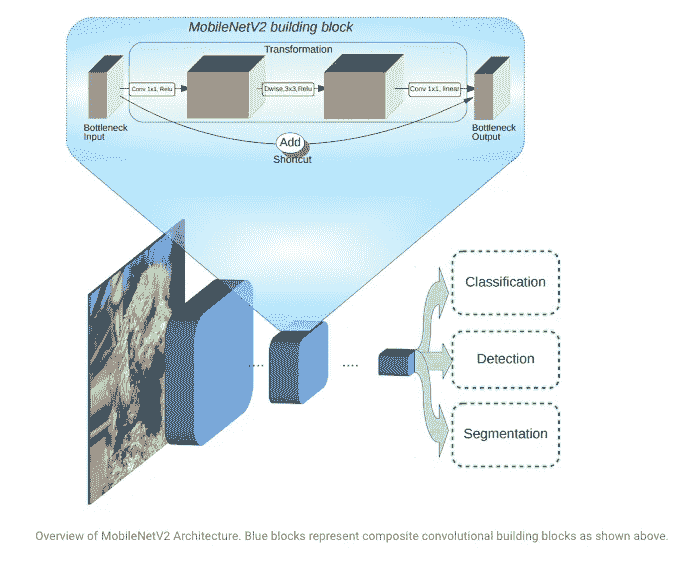 MobileNetV2 building block
Transformation
Conv 1x1, Relu
Dwise,3x3,Relu
Conv 1x1, linear
Bottleneck
Input
Add
Shortcut
Bottleneck
Output
Classification
....
....
Detection
Segmentation
Overview of MobileNetV2 Architecture. Blue blocks represent composite convolutional building blocks as shown above.